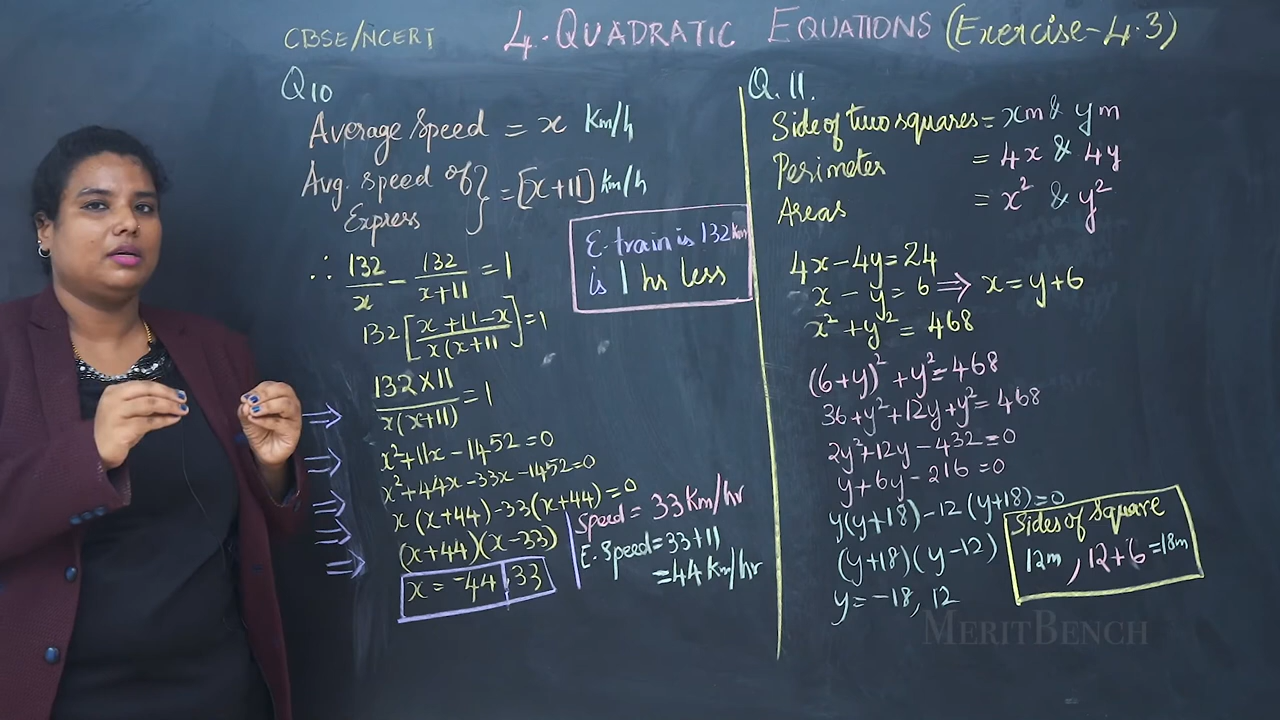 CBSE/NCERT 4. QUADRATIC EQUATIONS (Exercise-4.3)
Q10
Average speed = x Km/h
Avg. speed of Express } = [x+11] Km/h
E-train is 132 Km
is 1 hr less
∴ 132/x - 132/x+11 = 1
132 [x+11-x/x(x+11] = 1
⇒ 132×11/x(x+11) = 1
x²+11x-1452=0
⇒ x²+44x-33x-1452=0
⇒ x(x+44)-33(x+44)=0
⇒ (x+44)(x-33)
⇒ x = -44, 33
Speed = 33 Km/hr
E. Speed = 33+11
= 44 Km/hr
Q.11.
Side of two squares = xm & ym
Perimeter = 4x & 4y
Areas = x² & y²
4x-4y=24
x - y = 6 ⇒ x = y+6
x²+y² = 468
(6+y)²+y²=468
36+y²+12y+y²=468
2y²+12y-432=0
y+6y-216=0
y(y+18)-12(y+18)=0
(y+18)(y-12)
y=-18, 12
Sides of square
12m, 12+6=18m
MERITBENCH